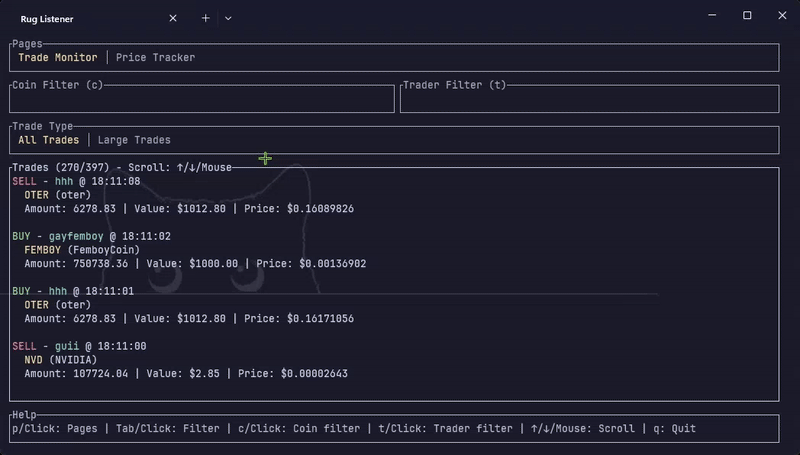 Rug Listener
Pages
Trade Monitor | Price Tracker
Coin Filter (c)
Trader Filter (t)
Trade Type
All Trades | Large Trades
Trades (270/397) - Scroll: ↑/↓/Mouse
SELL - hhh @ 18:11:08
OTER (oter)
Amount: 6278.83 | Value: $1012.80 | Price: $0.16089826
BUY - gayfemboy @ 18:11:02
FEMBOY (FemboyCoin)
Amount: 750738.36 | Value: $1000.00 | Price: $0.00136902
BUY - hhh @ 18:11:01
OTER (oter)
Amount: 6278.83 | Value: $1012.80 | Price: $0.16171056
SELL - guii @ 18:11:00
NVD (NVIDIA)
Amount: 107724.04 | Value: $2.85 | Price: $0.00002643
Help
p/Click: Pages | Tab/Click: Filter | c/Click: Coin filter | t/Click: Trader filter | ↑/↓/Mouse: Scroll | q: Quit